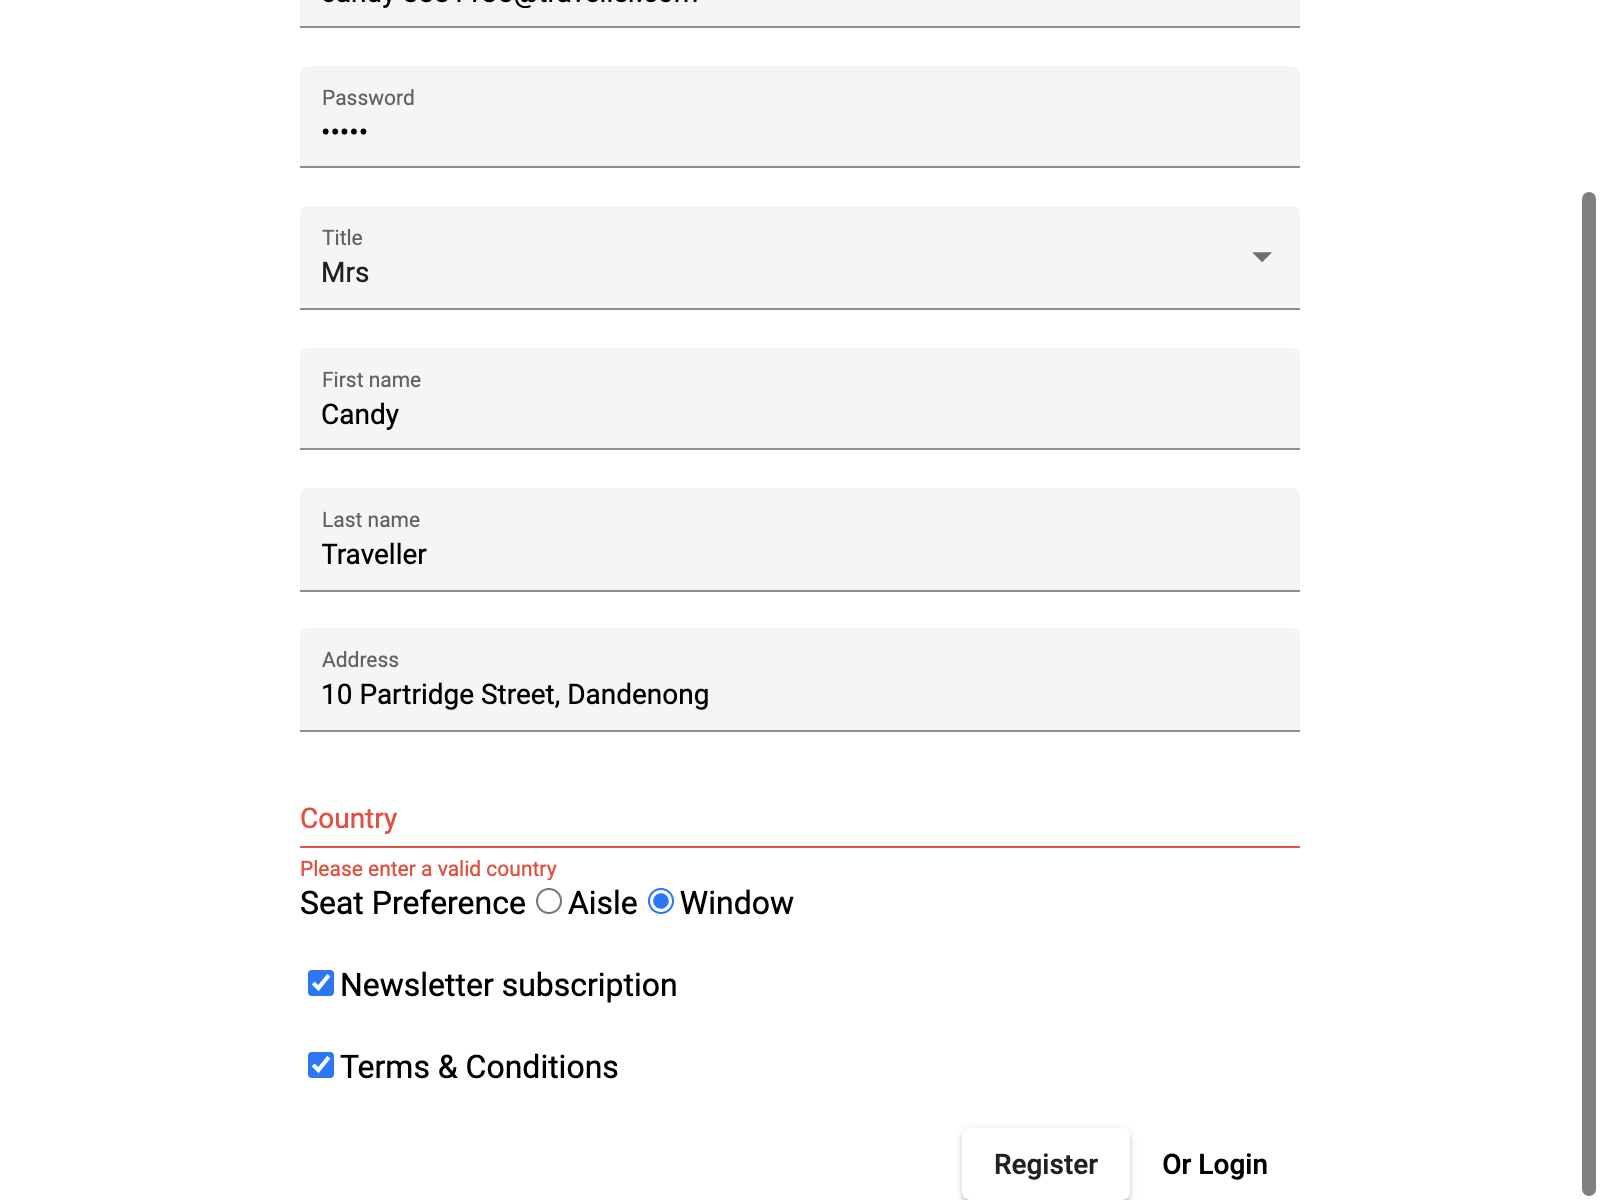 Password
•••••
Title
Mrs
First name
Candy
Last name
Traveller
Address
10 Partridge Street, Dandenong
Country
Please enter a valid country
Seat Preference Aisle Window
Newsletter subscription
Terms & Conditions
Register Or Login